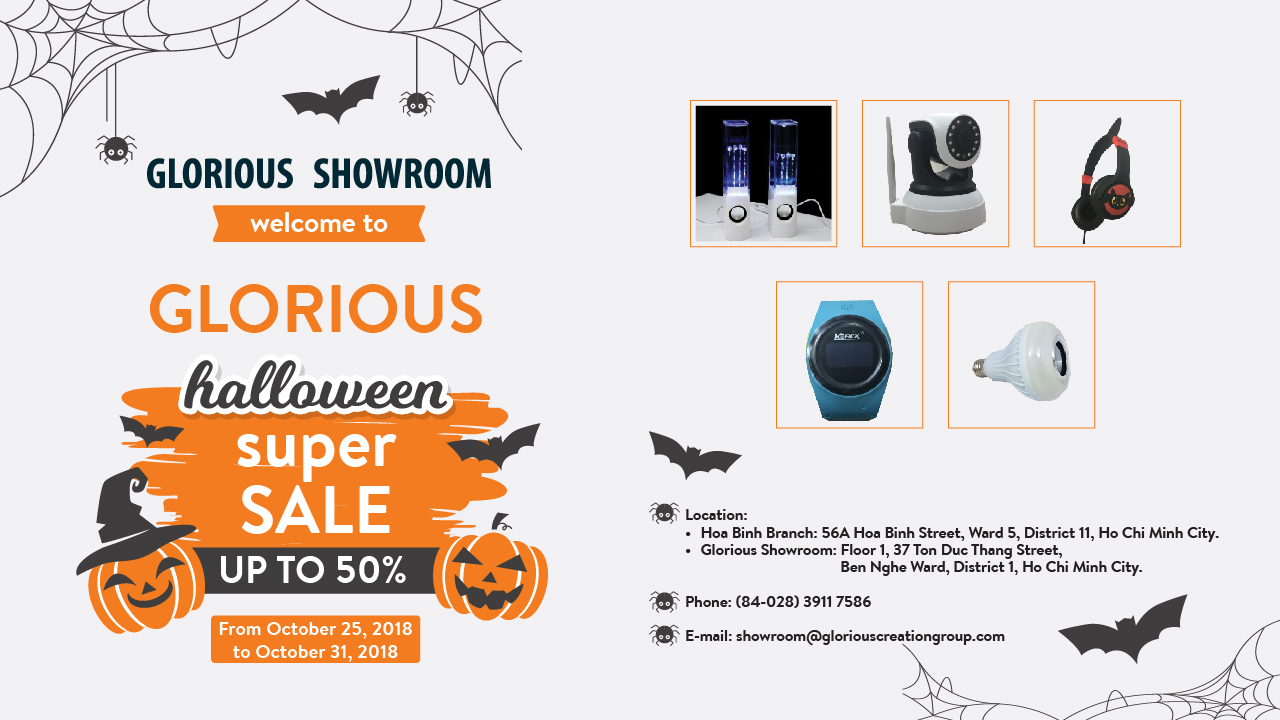 GLORIOUS SHOWROOM
welcome to
GLORIOUS
halloween
super
SALE
UP TO 50%
From October 25, 2018
to October 31, 2018
Location:
• Hoa Binh Branch: 56A Hoa Binh Street, Ward 5, District 11, Ho Chi Minh City.
• Glorious Showroom: Floor 1, 37 Ton Duc Thang Street,
Ben Nghe Ward, District 1, Ho Chi Minh City.
Phone: (84-028) 3911 7586
E-mail: showroom@gloriouscreationgroup.com